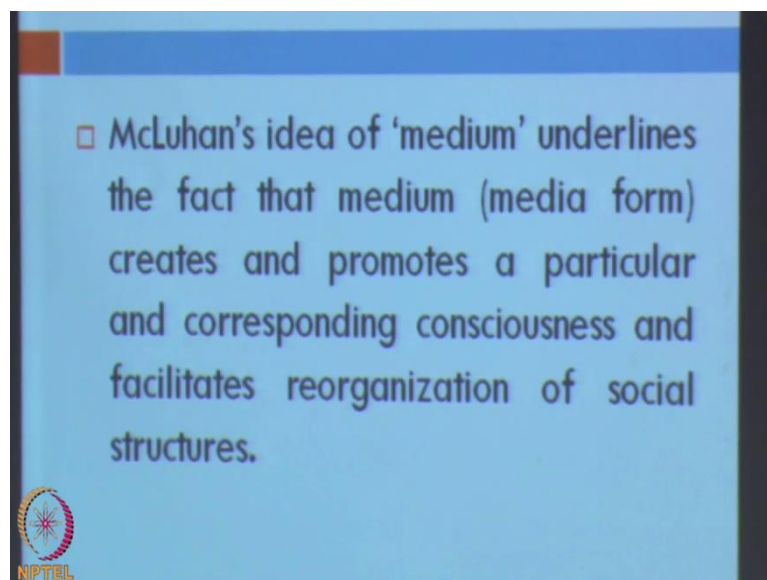 McLuhan's idea of 'medium' underlines
the fact that medium (media form)
creates and promotes a particular
and corresponding consciousness and
facilitates reorganization of social
structures.
NPTEL